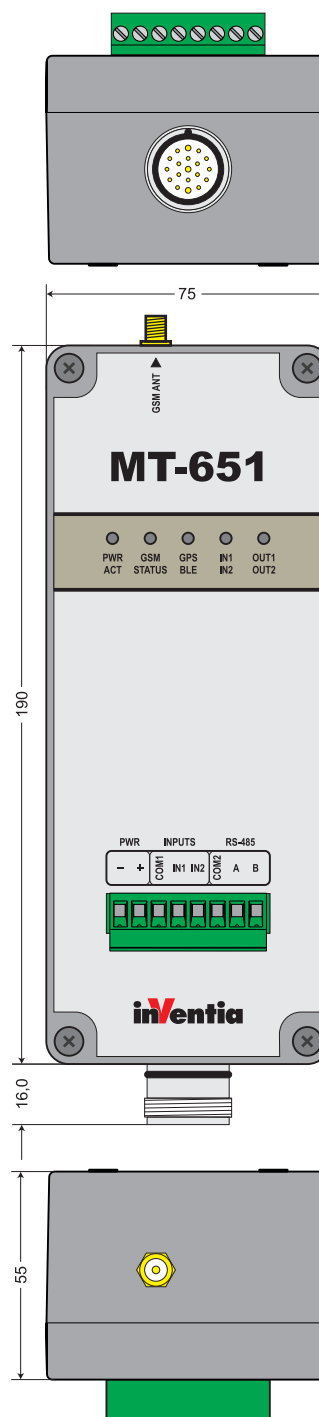 75
GSM ANT
MT-651
PWR GSM GPS IN1 OUT1
ACT STATUS BLE IN2 OUT2
190
PWR INPUTS RS-485
− + COM1 IN1 IN2 COM2 A B
inVentia
16,0
55